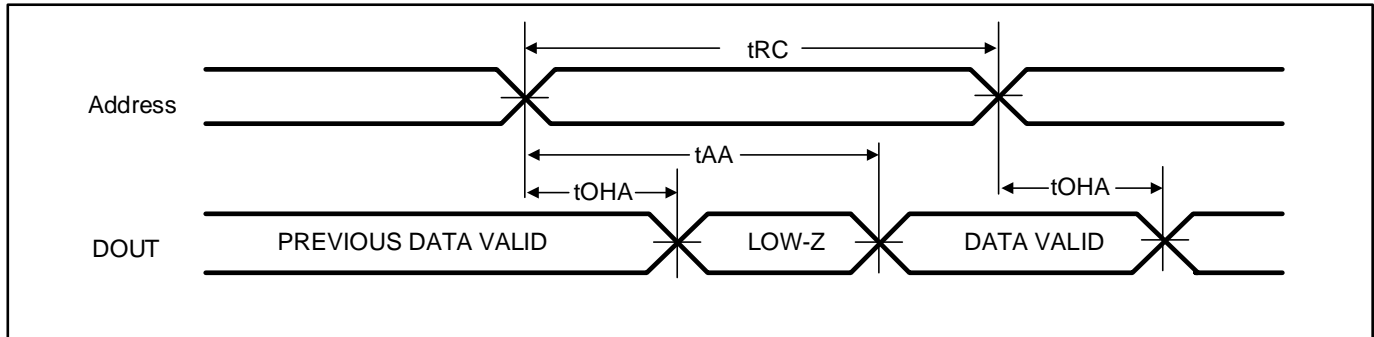 tRC
Address
tAA
tOHA
tOHA
DOUT
PREVIOUS DATA VALID
LOW-Z
DATA VALID